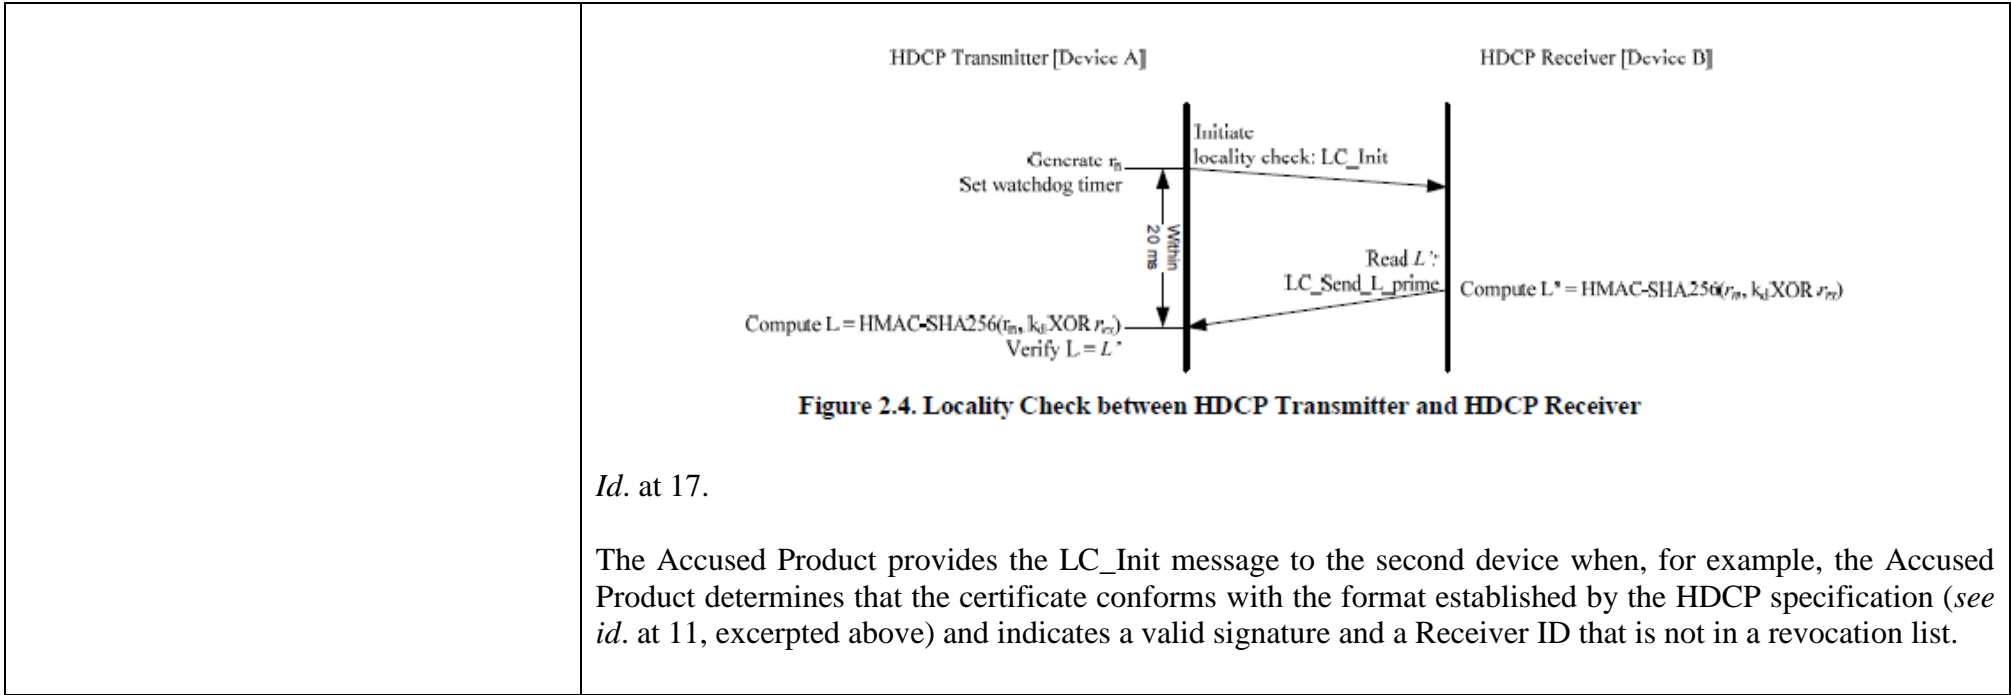 HDCP Transmitter [Device A]
HDCP Receiver [Device B]
Initiate
locality check: LC_Init
Generate rn
Set watchdog timer
Within
20 ms
Read L':
LC_Send_L_prime
Compute L' = HMAC-SHA256(rn, kd XOR rrx)
Compute L = HMAC-SHA256(rn, kd XOR rrx)
Verify L = L'
Figure 2.4. Locality Check between HDCP Transmitter and HDCP Receiver
Id. at 17.
The Accused Product provides the LC_Init message to the second device when, for example, the Accused
Product determines that the certificate conforms with the format established by the HDCP specification (see
id. at 11, excerpted above) and indicates a valid signature and a Receiver ID that is not in a revocation list.